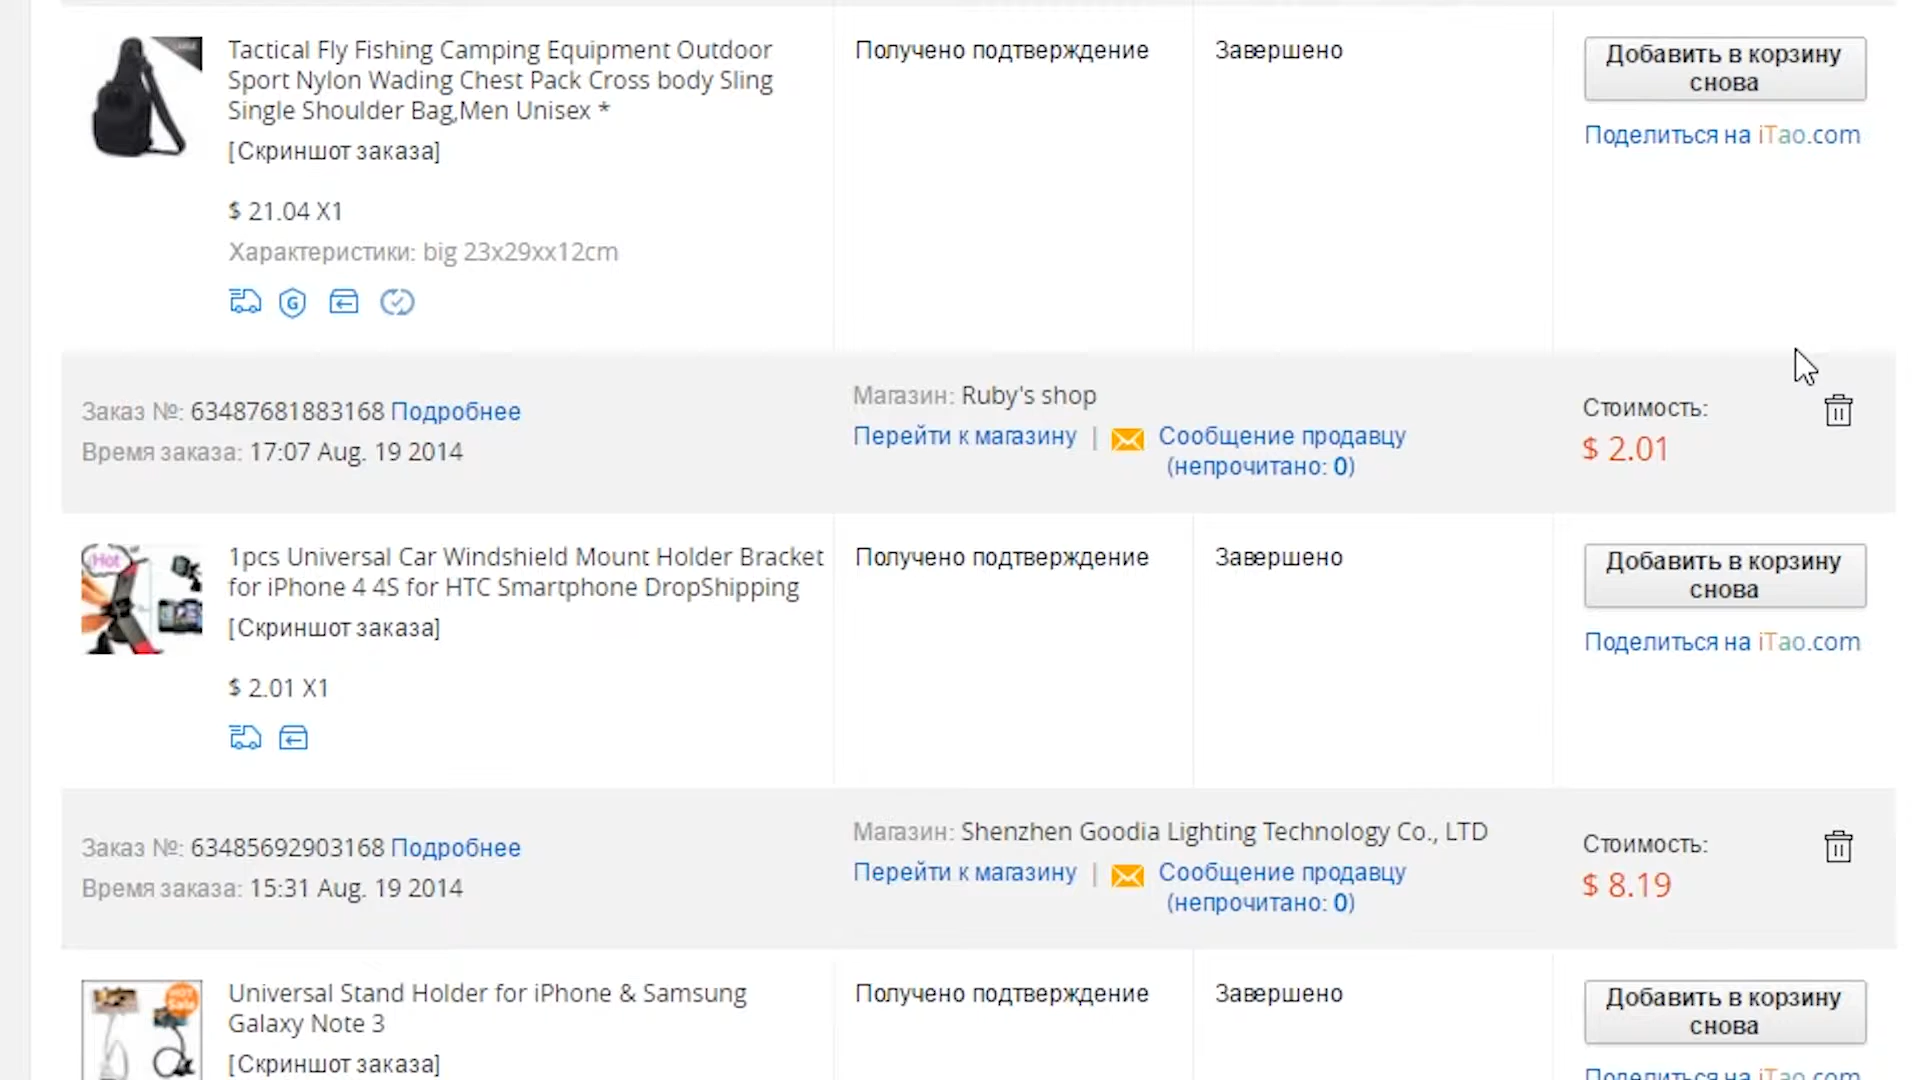 Tactical Fly Fishing Camping Equipment Outdoor
Sport Nylon Wading Chest Pack Cross body Sling
Single Shoulder Bag,Men Unisex *
[Скриншот заказа]
$ 21.04 X1
Характеристики: big 23x29xx12cm
Получено подтверждение
Завершено
Добавить в корзину
снова
Поделиться на iTao.com
Заказ №: 63487681883168 Подробнее
Время заказа: 17:07 Aug. 19 2014
Магазин: Ruby's shop
Перейти к магазину | Сообщение продавцу
(непрочитано: 0)
Стоимость:
$ 2.01
Hot
1pcs Universal Car Windshield Mount Holder Bracket
for iPhone 4 4S for HTC Smartphone DropShipping
[Скриншот заказа]
$ 2.01 X1
Получено подтверждение
Завершено
Добавить в корзину
снова
Поделиться на iTao.com
Заказ №: 63485692903168 Подробнее
Время заказа: 15:31 Aug. 19 2014
Магазин: Shenzhen Goodia Lighting Technology Co., LTD
Перейти к магазину | Сообщение продавцу
(непрочитано: 0)
Стоимость:
$ 8.19
HOT
Sale
Universal Stand Holder for iPhone & Samsung
Galaxy Note 3
[Скриншот заказа]
Получено подтверждение
Завершено
Добавить в корзину
снова
Поделиться на iTao.com